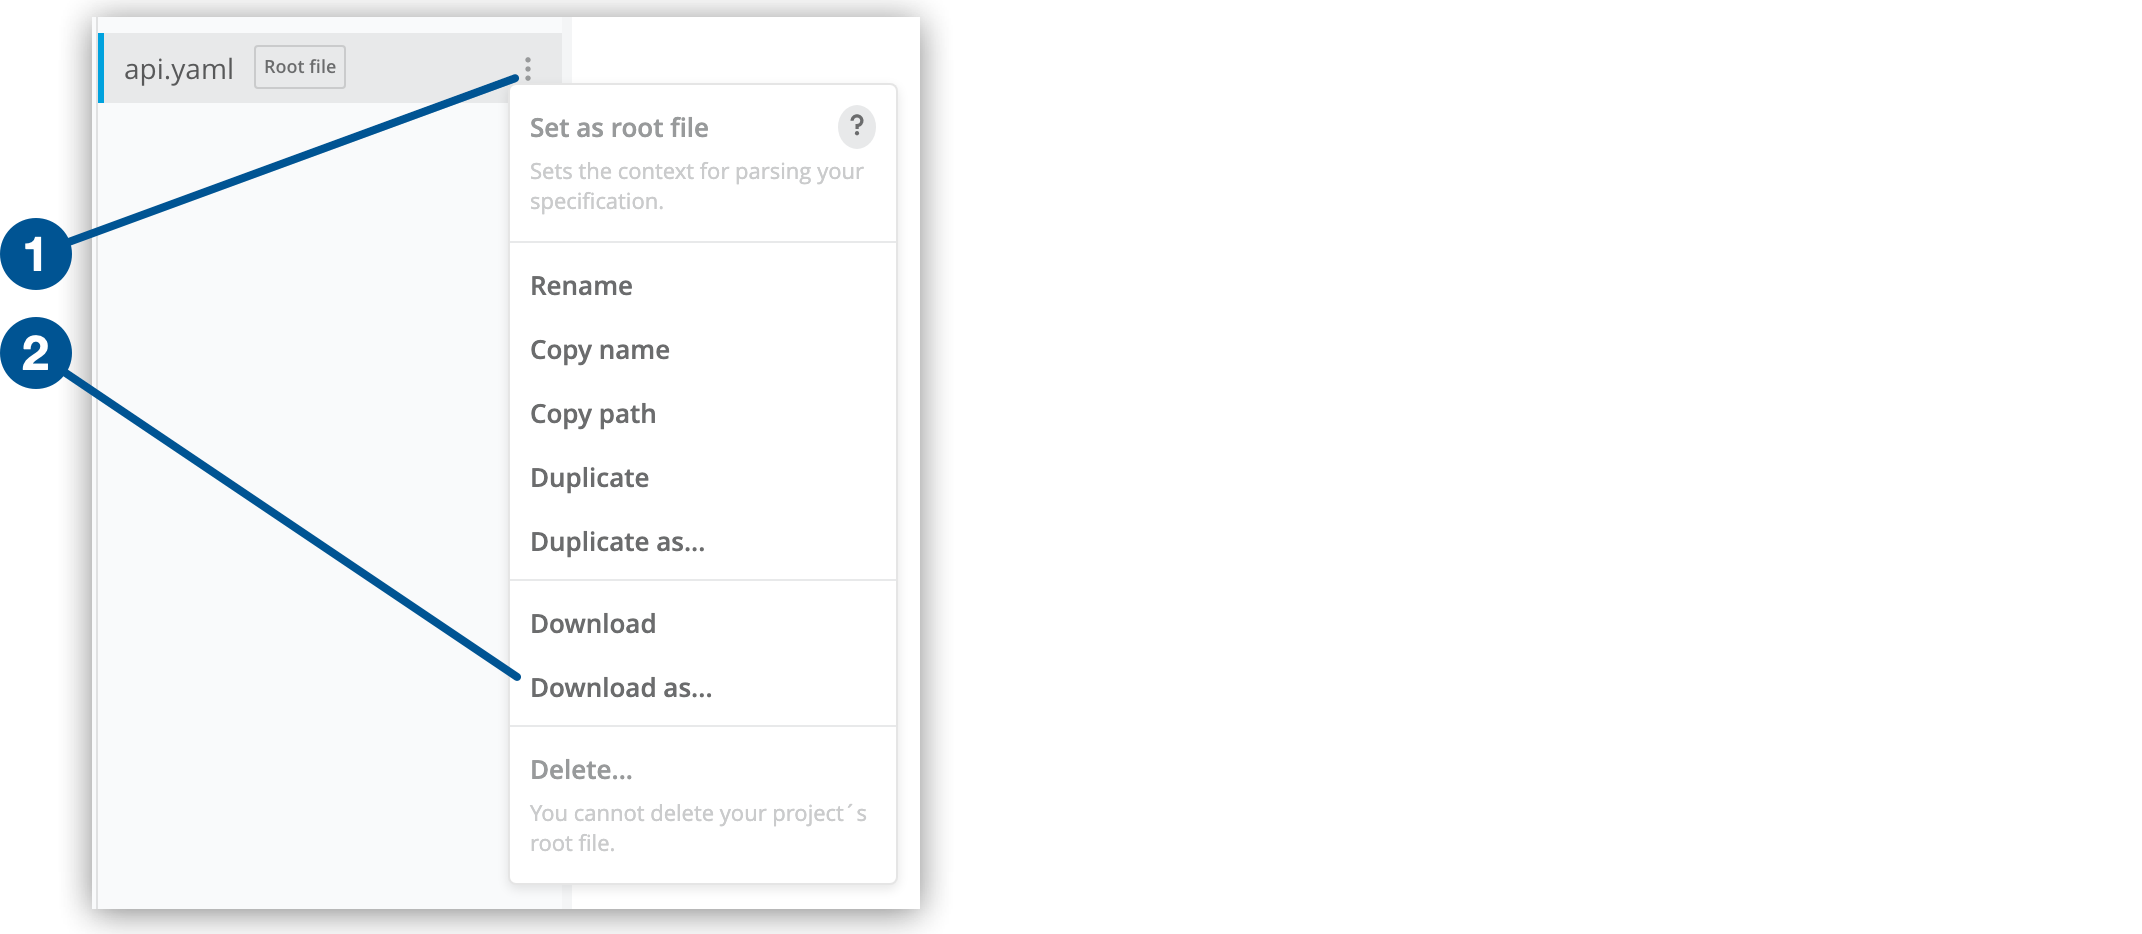 api.yaml Root file
Set as root file ?
Sets the context for parsing your
specification.
1
Rename
2
Copy name
Copy path
Duplicate
Duplicate as...
Download
Download as...
Delete...
You cannot delete your project´s
root file.